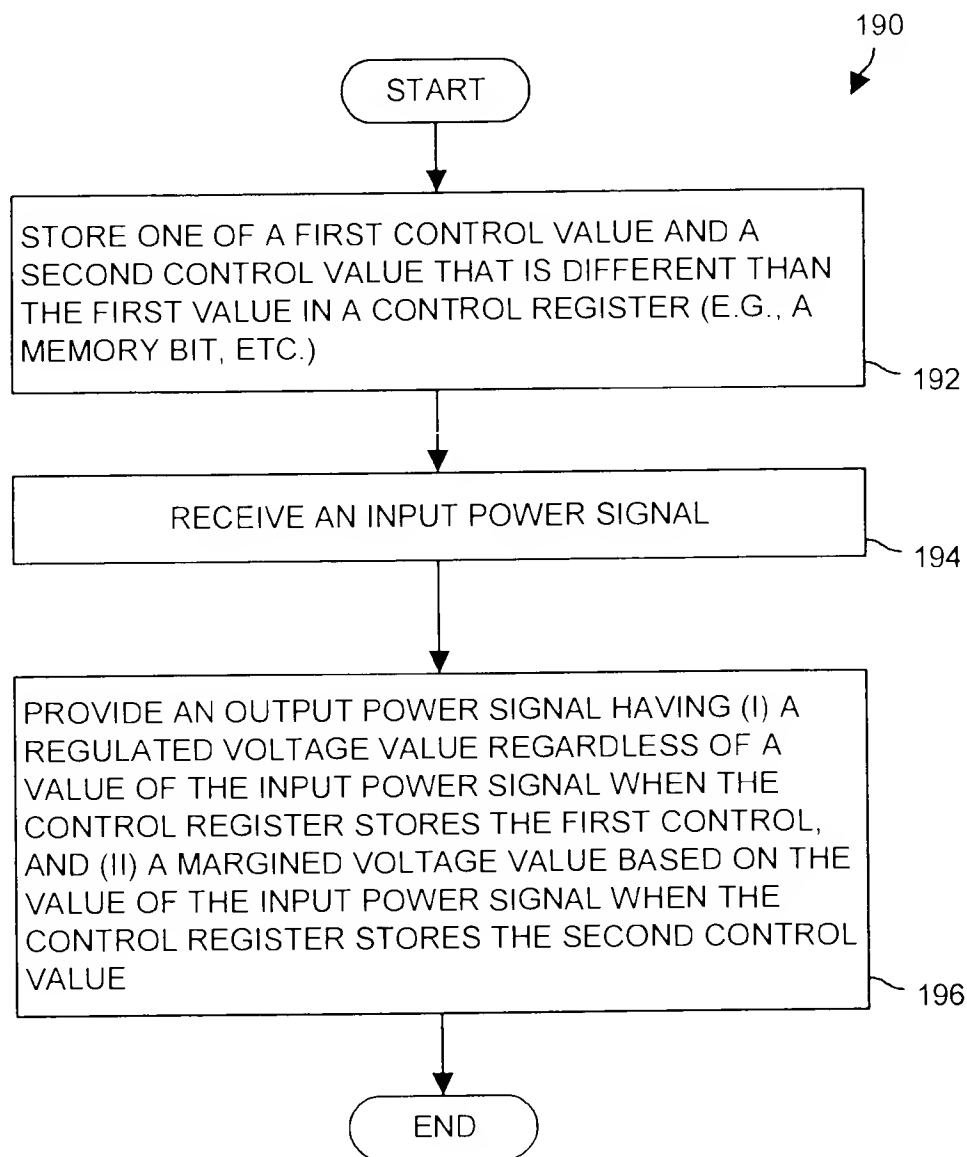 190
START
STORE ONE OF A FIRST CONTROL VALUE AND A
SECOND CONTROL VALUE THAT IS DIFFERENT THAN
THE FIRST VALUE IN A CONTROL REGISTER (E.G., A
MEMORY BIT, ETC.)
192
RECEIVE AN INPUT POWER SIGNAL
194
PROVIDE AN OUTPUT POWER SIGNAL HAVING (I) A
REGULATED VOLTAGE VALUE REGARDLESS OF A
VALUE OF THE INPUT POWER SIGNAL WHEN THE
CONTROL REGISTER STORES THE FIRST CONTROL,
AND (II) A MARGINED VOLTAGE VALUE BASED ON THE
VALUE OF THE INPUT POWER SIGNAL WHEN THE
CONTROL REGISTER STORES THE SECOND CONTROL
VALUE
196
END